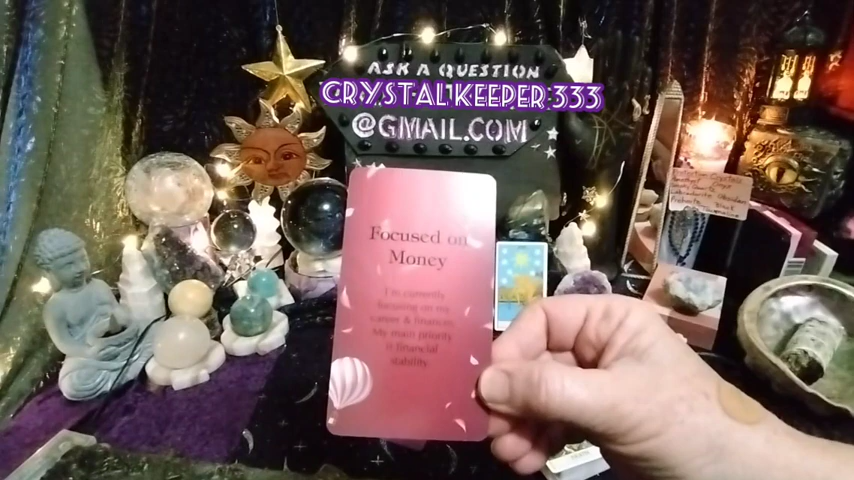 ASK A QUESTION
CRYSTALKEEPER333
@GMAIL.COM
Focused on
Money
I'm currently
focusing on my
career & finances.
My main priority
is financial
stability.